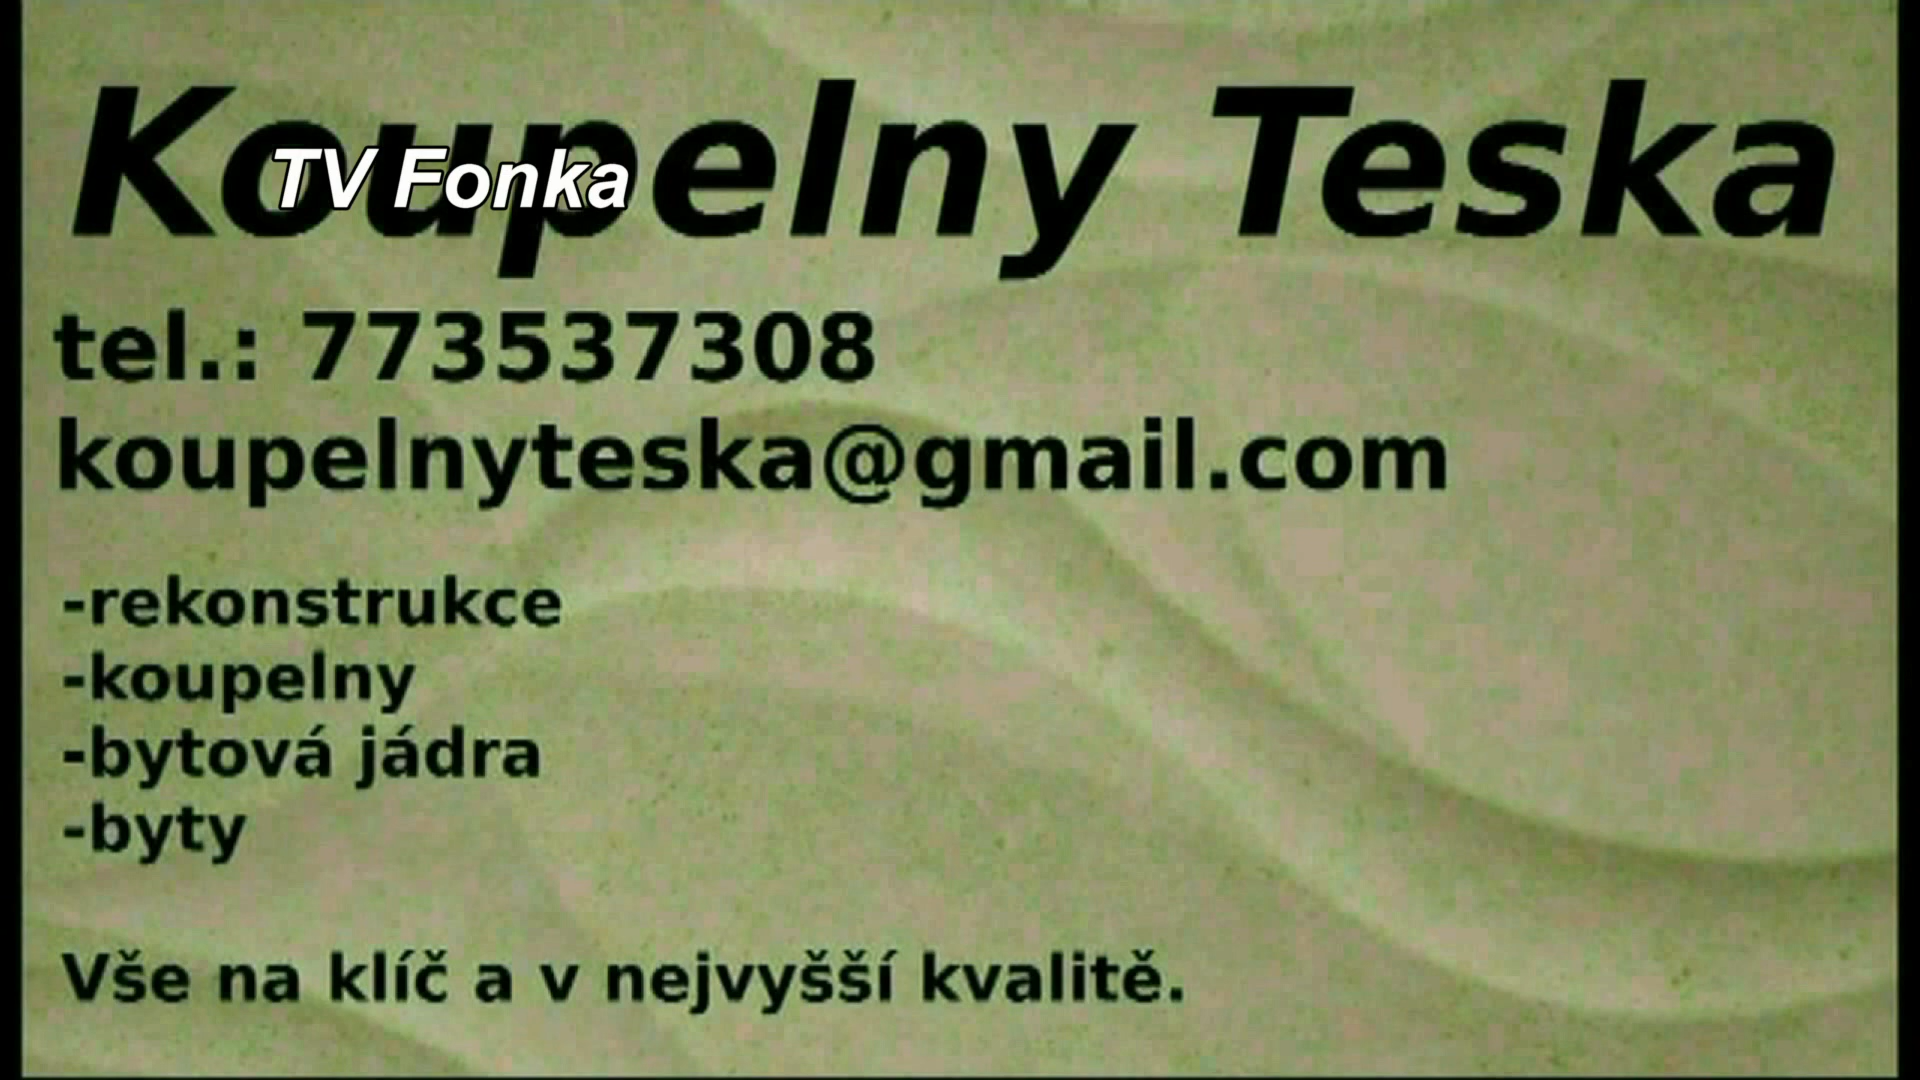 Koupelny Teska
TV Fonka
tel.: 773537308
koupelnyteska@gmail.com
-rekonstrukce
-koupelny
-bytová jádra
-byty
Vše na klíč a v nejvyšší kvalitě.